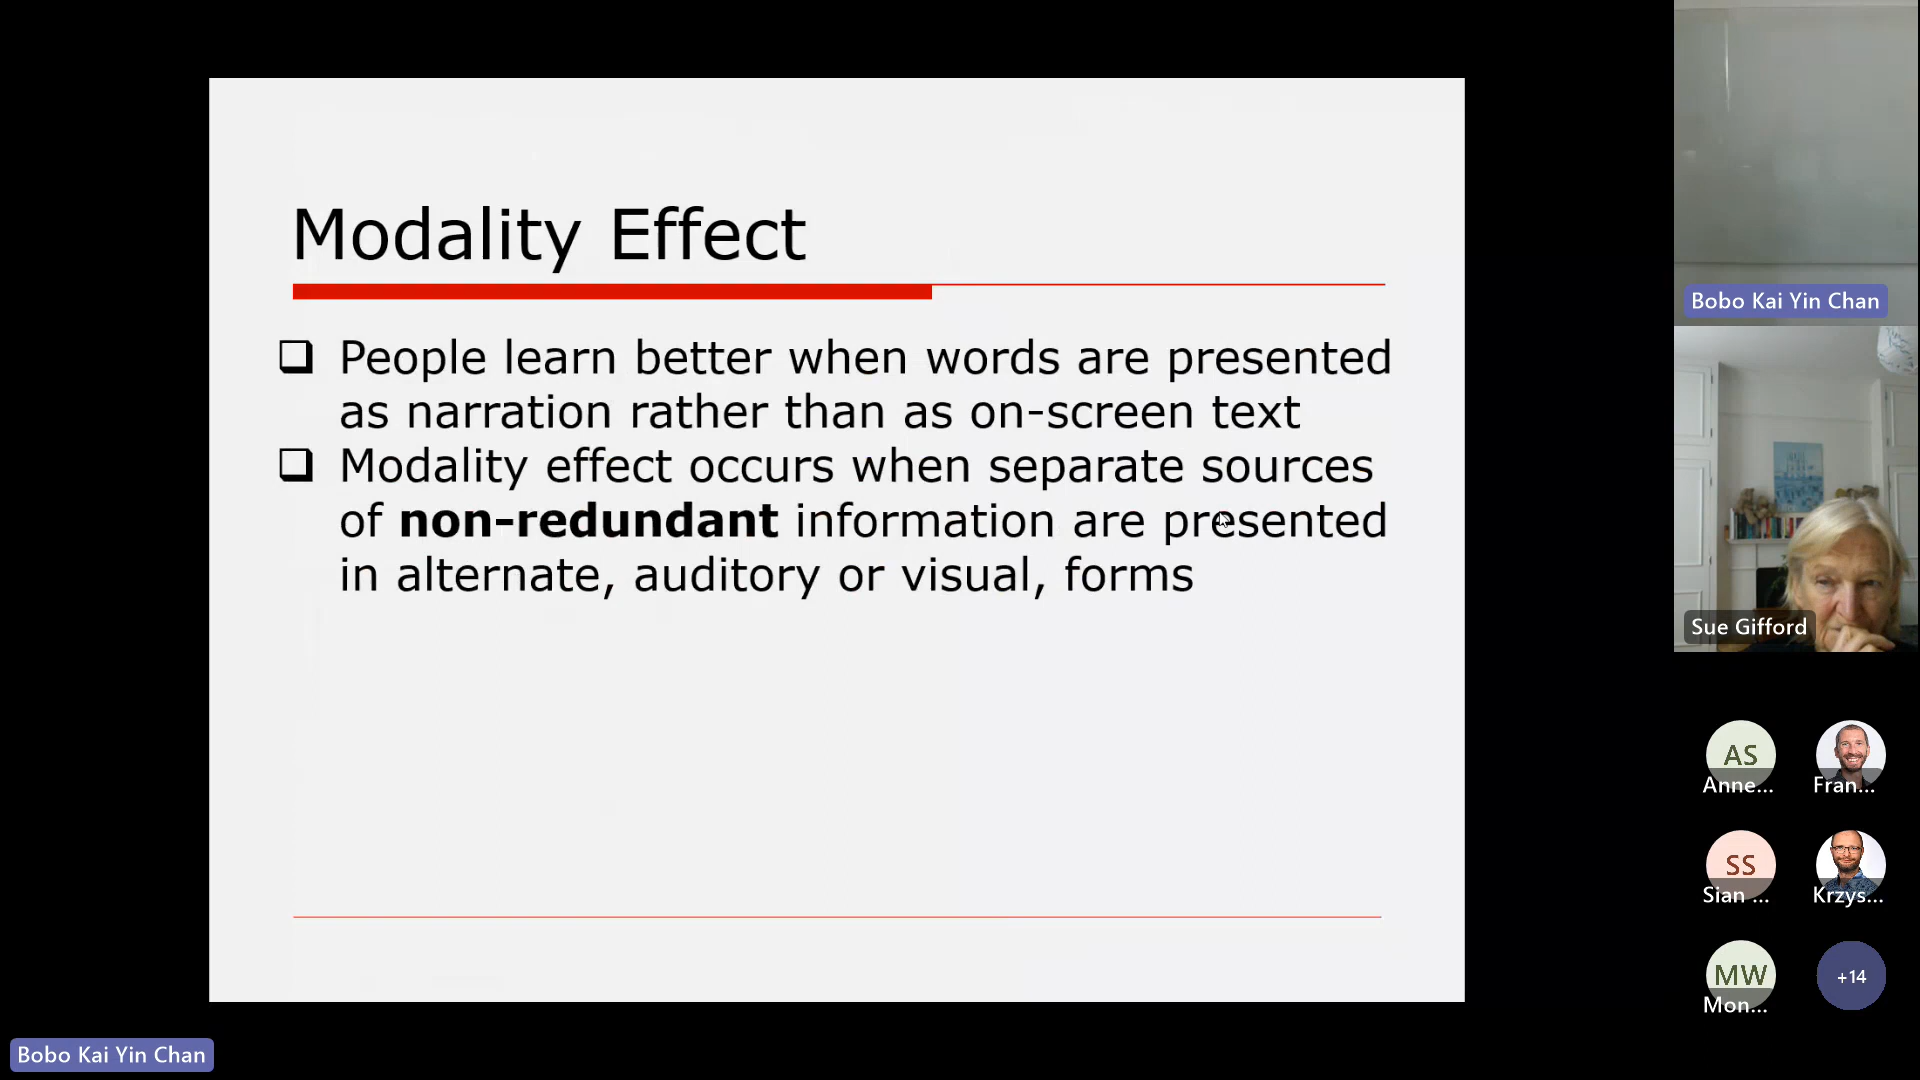 Modality Effect
❑ People learn better when words are presented
as narration rather than as on-screen text
❑ Modality effect occurs when separate sources
of non-redundant information are presented
in alternate, auditory or visual, forms
Bobo Kai Yin Chan
Sue Gifford
AS
Anne...
Fran...
SS
Sian ...
Krzys...
MW
Mon...
+14
Bobo Kai Yin Chan